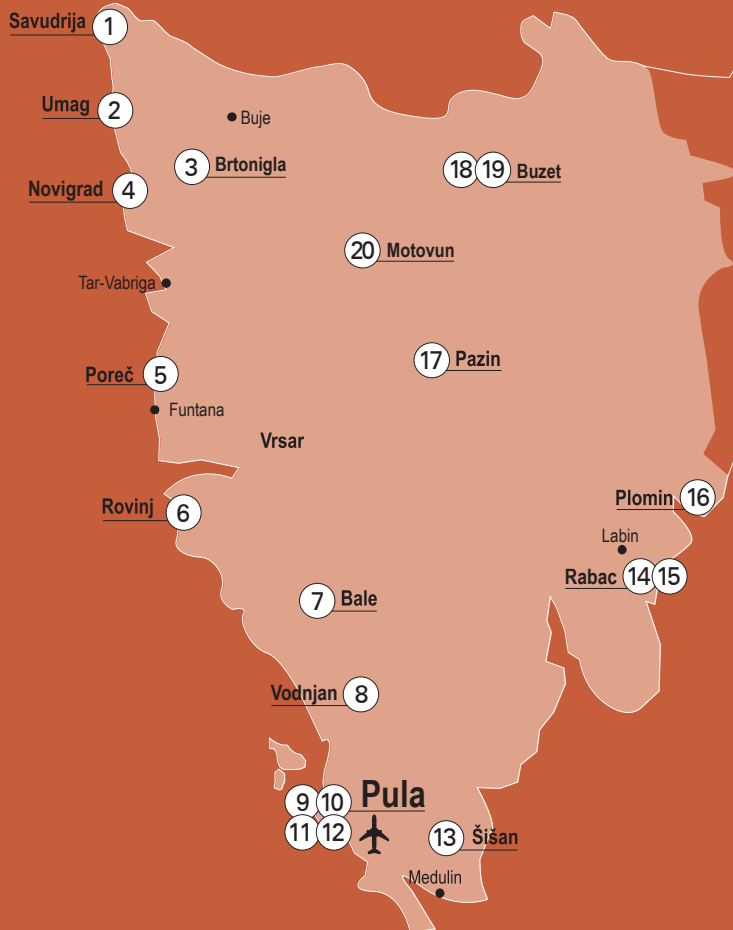 Savudrija 1
Umag 2
Buje
3 Brtonigla
18 19 Buzet
Novigrad 4
20 Motovun
Tar-Vabriga
17 Pazin
Poreč 5
Funtana
Vrsar
Plomin 16
Rovinj 6
Labin
Rabac 14 15
7 Bale
Vodnjan 8
9 10 Pula
11 12
13 Šišan
Medulin